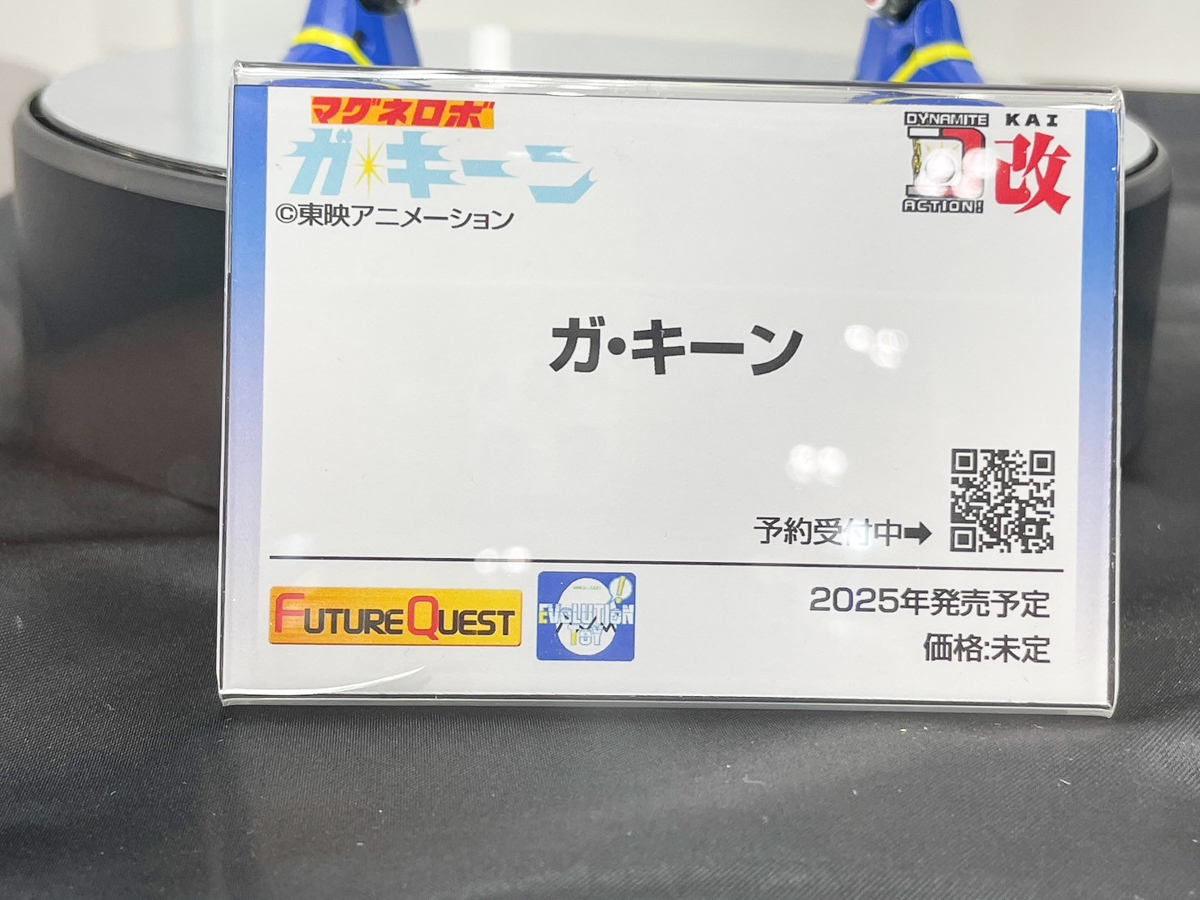 マグネロボ
ガ・キーン
©東映アニメーション
DYNAMITE
D
ACTION!
KAI
改
ガ・キーン
予約受付中➡
FUTURE QUEST
EVOLUTION!
TOY
2025年発売予定
価格:未定